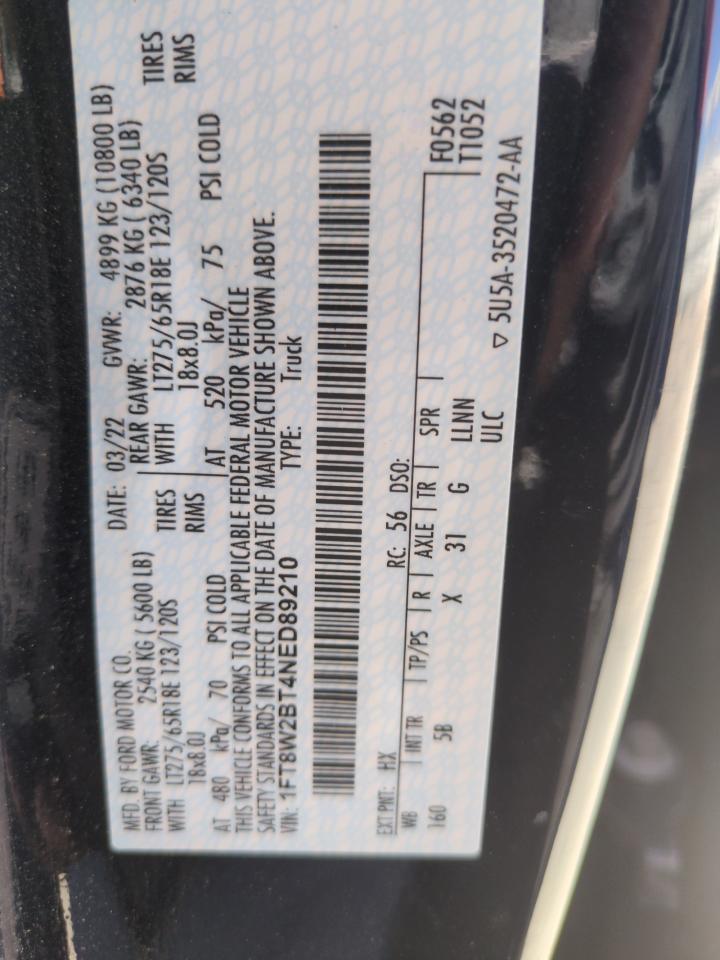 MFD. BY FORD MOTOR CO.
DATE: 03/22
GVWR: 4899 KG (10800 LB)
FRONT GAWR: 2540 KG ( 5600 LB)
REAR GAWR: 2876 KG ( 6340 LB)
WITH LT275/65R18E 123/120S TIRES
WITH LT275/65R18E 123/120S TIRES
18x8.0J RIMS
18x8.0J RIMS
AT 480 kPa/ 70 PSI COLD
AT 520 kPa/ 75 PSI COLD
THIS VEHICLE CONFORMS TO ALL APPLICABLE FEDERAL MOTOR VEHICLE
SAFETY STANDARDS IN EFFECT ON THE DATE OF MANUFACTURE SHOWN ABOVE.
VIN: 1FT8W2BT4NED89210
TYPE: Truck
EXT PNT: HX RC: 56 DSO:
F0562
WB INT TR TP/PS R AXLE TR SPR
T1052
160 5B X 31 G LLNN
ULC
▽ 5U5A-3520472-AA